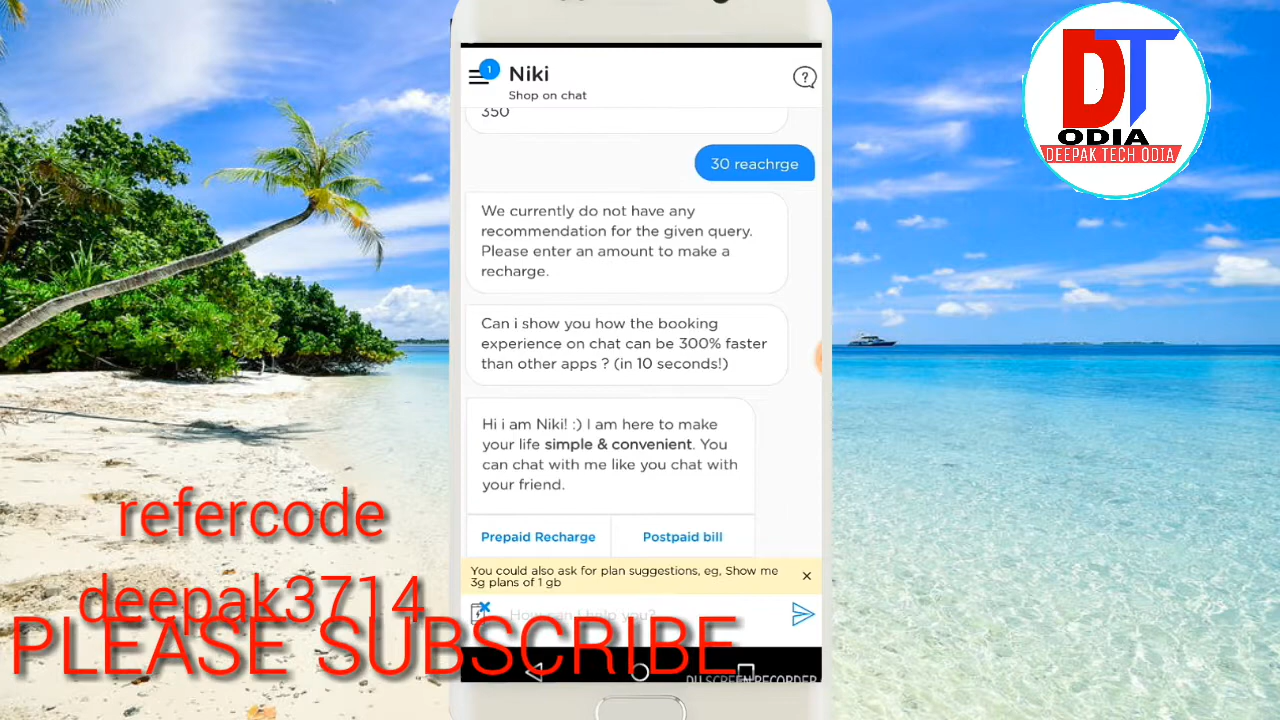 1
Niki
Shop on chat
350
30 reachrge
We currently do not have any
recommendation for the given query.
Please enter an amount to make a
recharge.
Can i show you how the booking
experience on chat can be 300% faster
than other apps ? (in 10 seconds!)
Hi i am Niki! :) I am here to make
your life simple & convenient. You
can chat with me like you chat with
your friend.
Prepaid Recharge
Postpaid bill
You could also ask for plan suggestions, eg, Show me
3g plans of 1 gb
How can I help you?
DU SCREEN RECORDER
DT
ODIA
DEEPAK TECH ODIA
refercode
deepak3714
PLEASE SUBSCRIBE